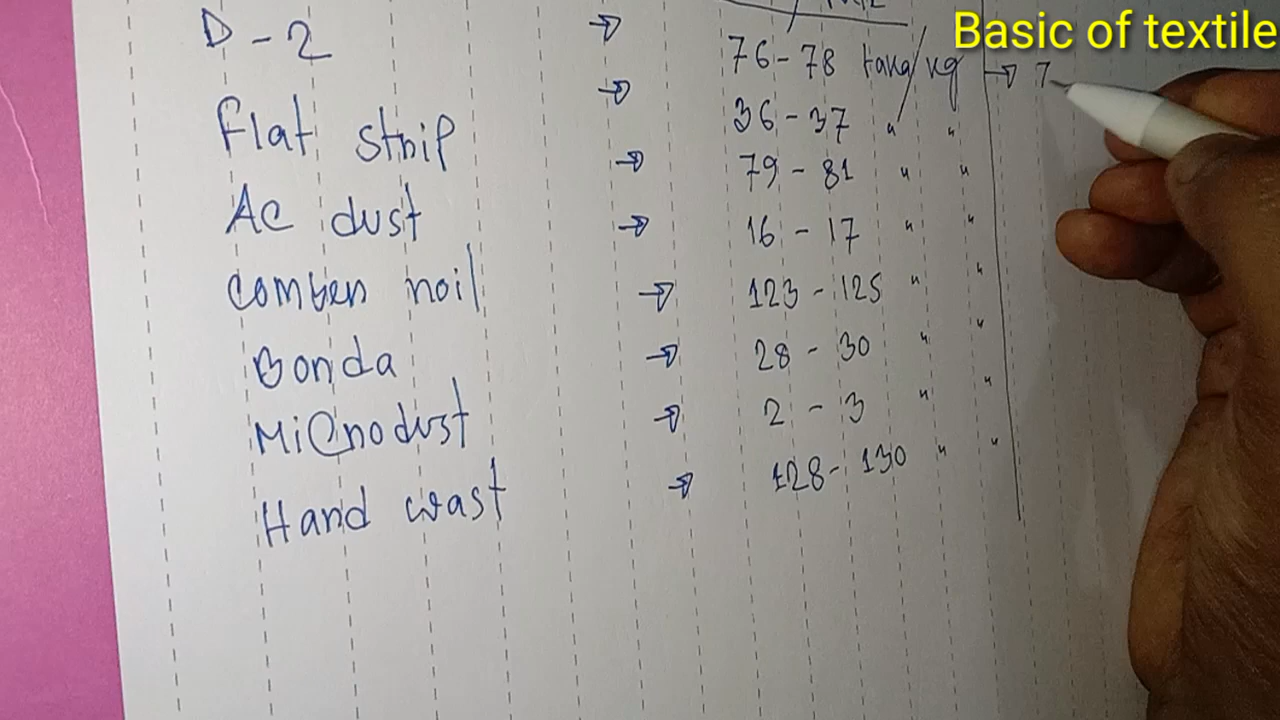 → 76 - 78 taka/kg → 7
D - 2 → 36 - 37 " "
Flat strip → 79 - 81 " "
Ac dust → 16 - 17 " "
Comber noil → 123 - 125 " "
Bonda → 28 - 30 " "
Microdust → 2 - 3 " "
Hand wast → 128 - 130 " "
Basic of textile